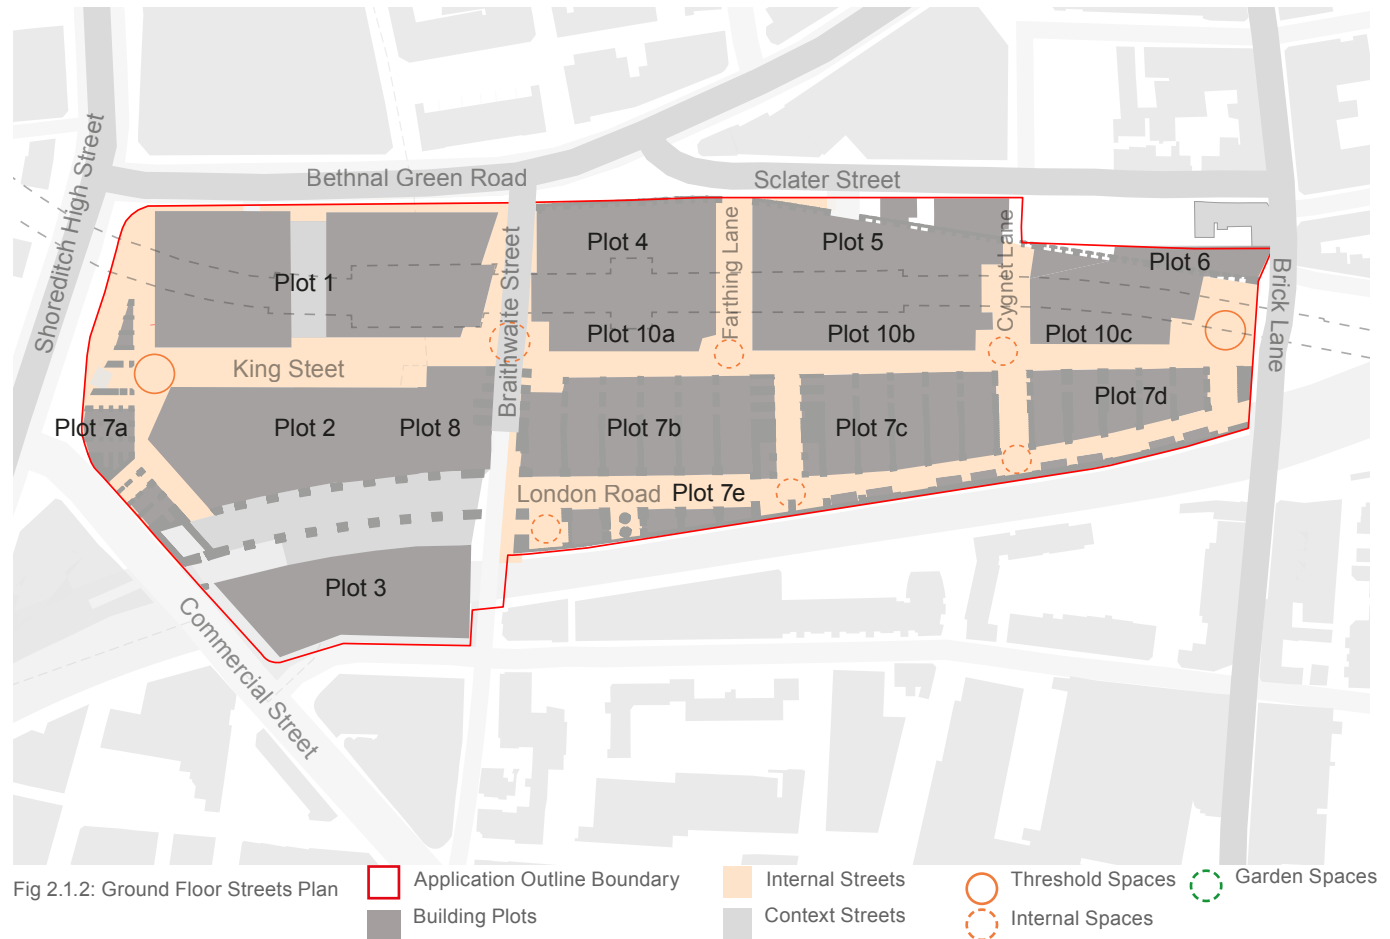 Shoreditch High Street
Bethnal Green Road
Sclater Street
Braithwaite Street
Farthing Lane
Cygnet Lane
Brick Lane
Plot 4
Plot 5
Plot 6
Plot 1
Plot 10a
Plot 10b
Plot 10c
King Steet
Plot 7d
Plot 7a
Plot 2
Plot 8
Plot 7b
Plot 7c
London Road
Plot 7e
Plot 3
Commercial Street
Fig 2.1.2: Ground Floor Streets Plan
Application Outline Boundary
Building Plots
Internal Streets
Context Streets
Threshold Spaces
Internal Spaces
Garden Spaces